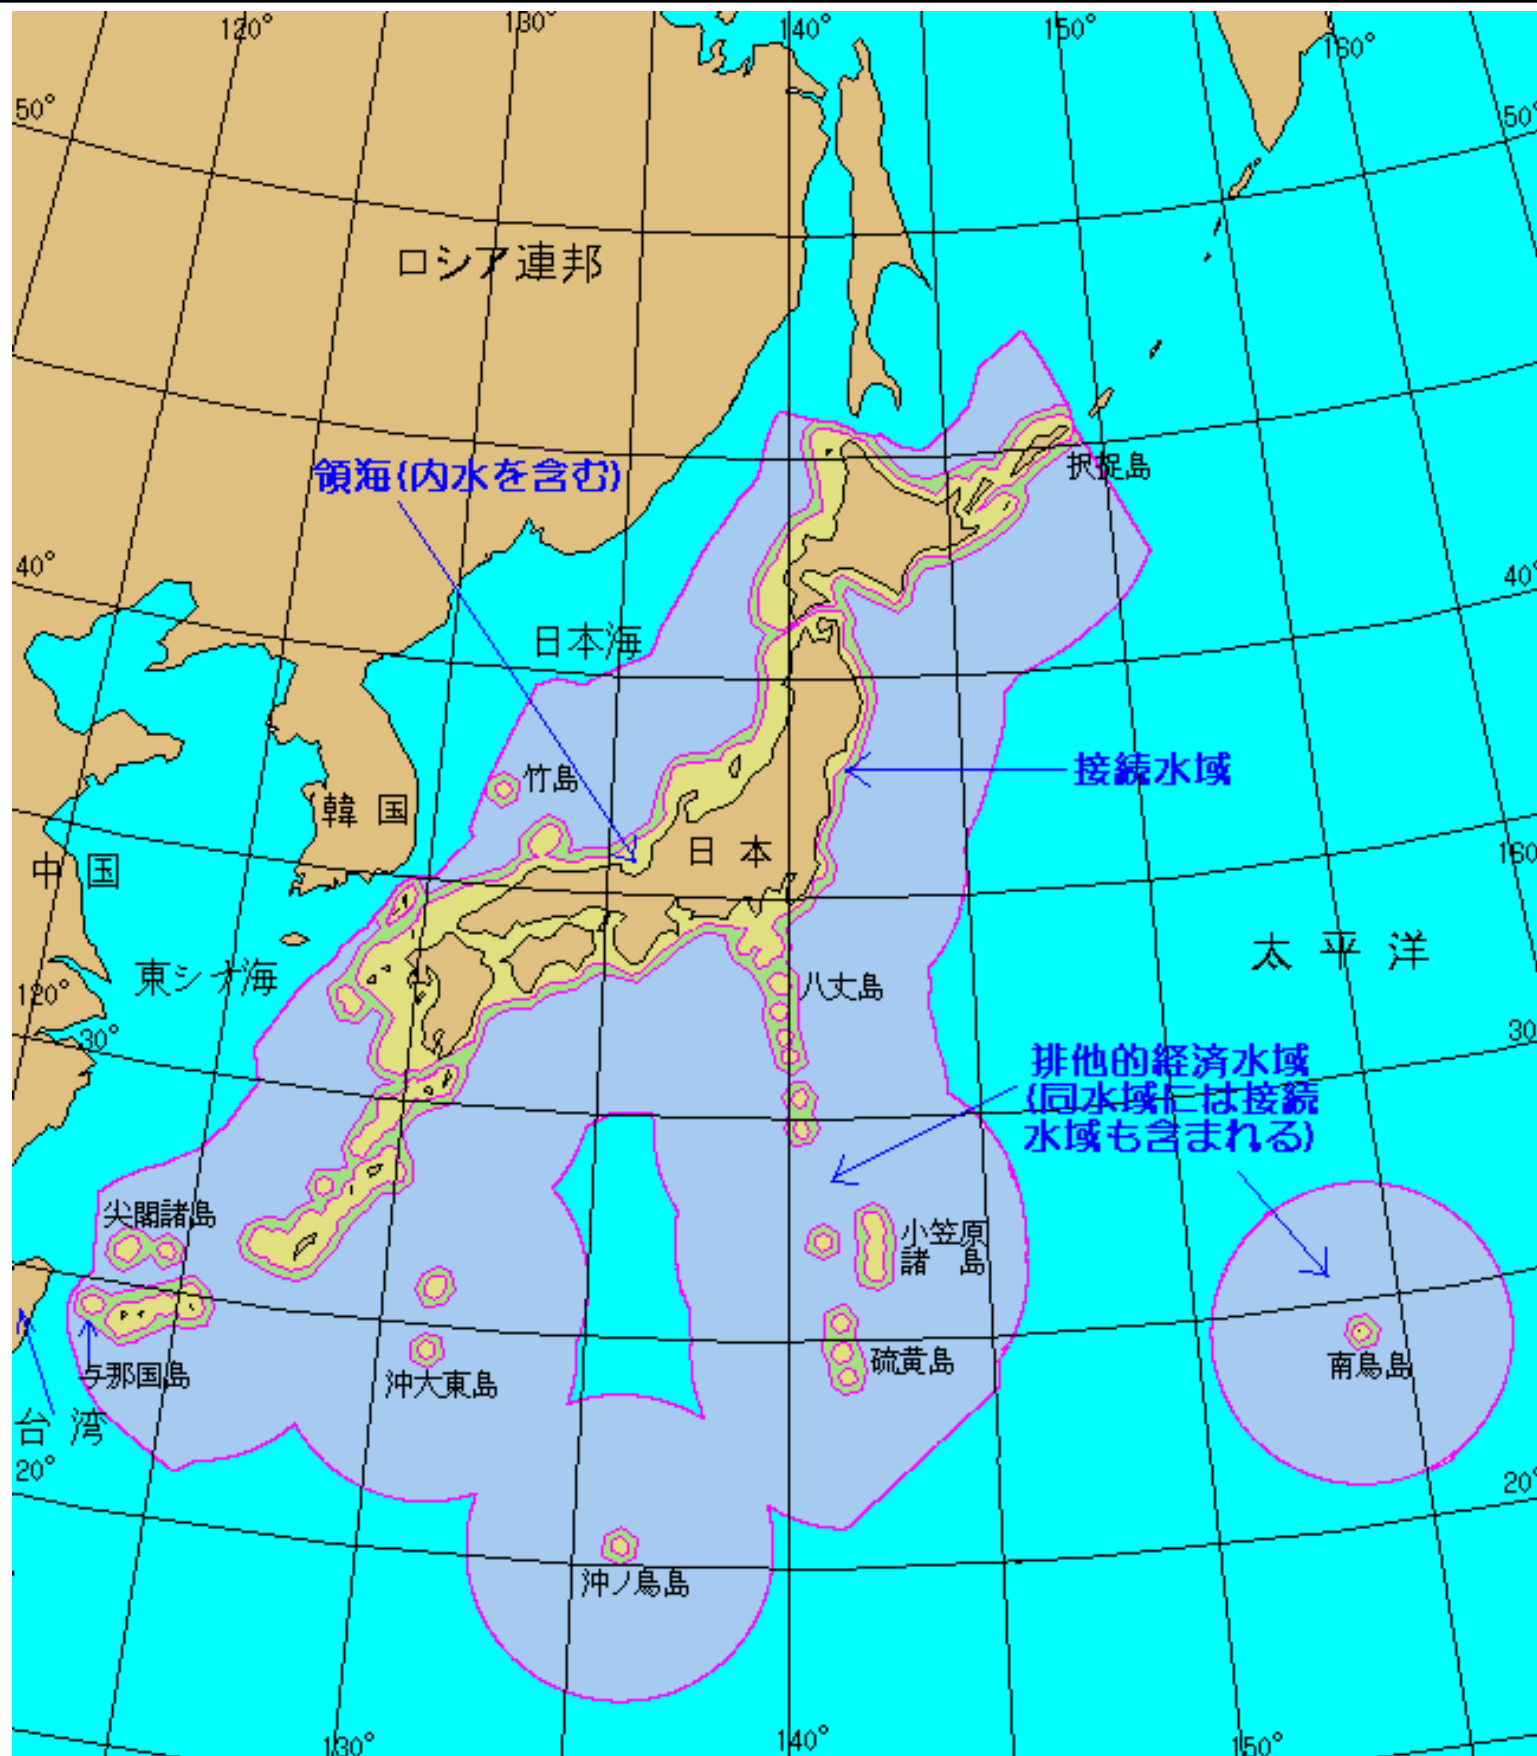 120°
130°
140°
150°
160°
50°
50°
ロシア連邦
領海(内水を含む)
択捉島
40°
40°
日本海
竹島
接続水域
韓国
日本
中国
160°
太平洋
東シナ海
八丈島
120°
30°
30°
排他的経済水域
(同水域には接続
水域も含まれる)
尖閣諸島
小笠原
諸島
硫黄島
南鳥島
与那国島
沖大東島
台湾
20°
20°
沖ノ鳥島
130°
140°
150°